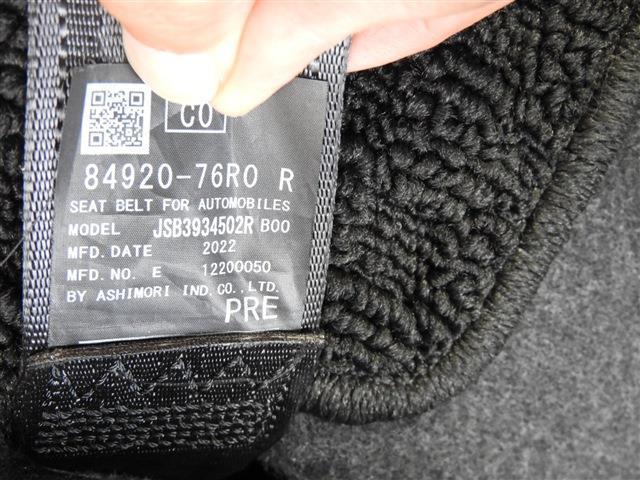 CO
84920-76R0 R
SEAT BELT FOR AUTOMOBILES
MODEL JSB3934502R B00
MFD. DATE 2022
MFD. NO. E 12200050
BY ASHIMORI IND. CO., LTD.
PRE